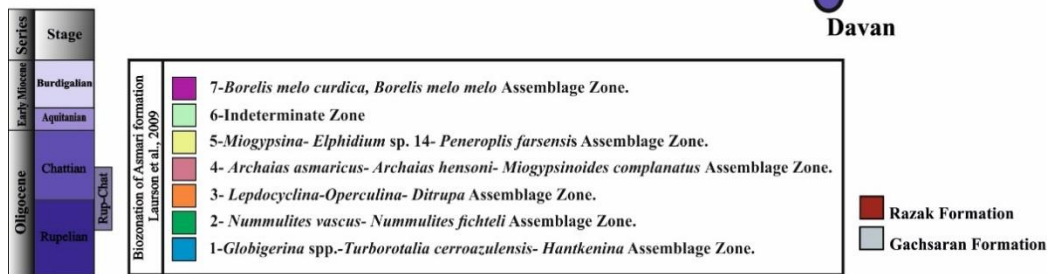 Davan
Series
Stage
Early Miocene
Burdigalian
Aquitanian
Oligocene
Chattian
Rup-Chat
Rupelian
Biozonation of Asmari formation
Laurson et al., 2009
7-Borelis melo curdica, Borelis melo melo Assemblage Zone.
6-Indeterminate Zone
5-Miogypsina- Elphidium sp. 14- Peneroplis farsensis Assemblage Zone.
4- Archaias asmaricus- Archaias hensoni- Miogypsinoides complanatus Assemblage Zone.
3- Lepdocyclina-Operculina- Ditrupa Assemblage Zone.
2- Nummulites vascus- Nummulites fichteli Assemblage Zone.
1-Globigerina spp.-Turborotalia cerroazulensis- Hantkenina Assemblage Zone.
Razak Formation
Gachsaran Formation